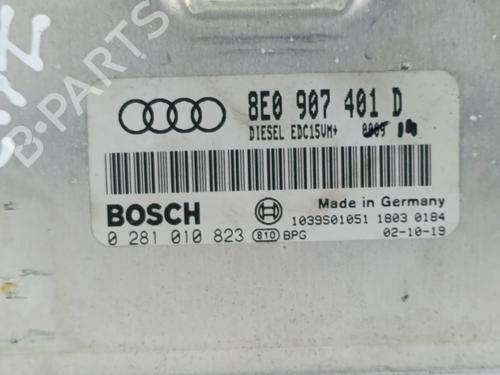 8E0 907 401 D
DIESEL EDC15VM+
BOSCH
Made in Germany
1039S01051 1803 0184
0 281 010 823 810 BPG 02-10-19
B-PARTS